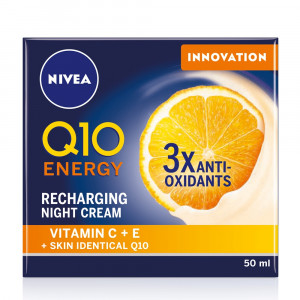 INNOVATION
NIVEA
Q10
ENERGY
3X ANTI-
OXIDANTS
RECHARGING
NIGHT CREAM
VITAMIN C + E
+ SKIN IDENTICAL Q10
50 ml